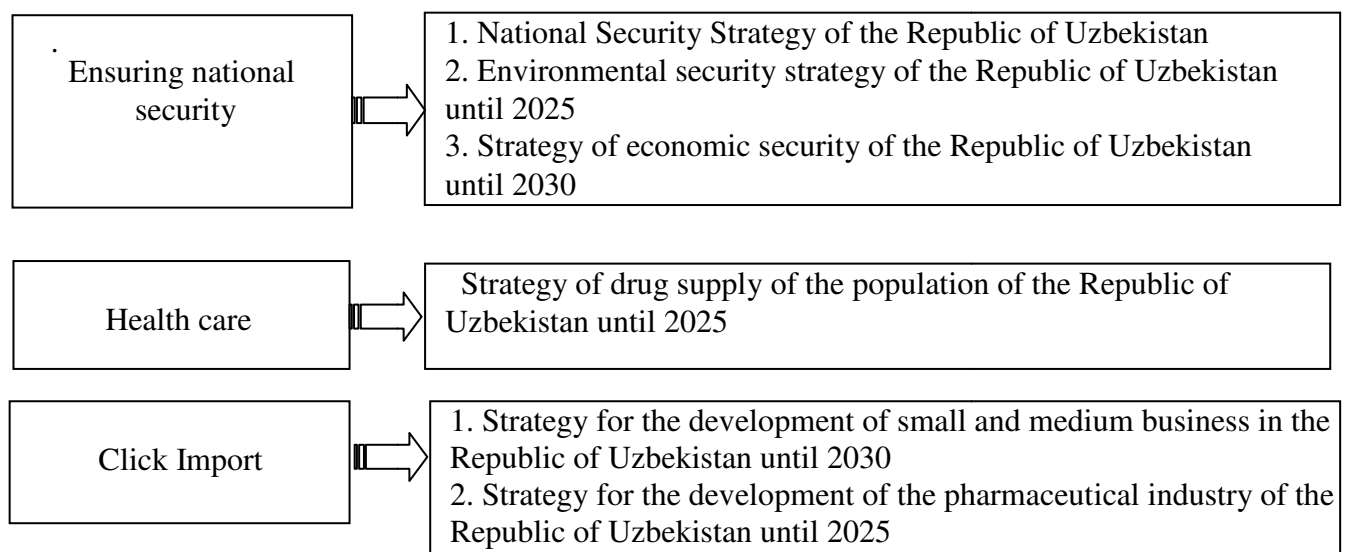 .
Ensuring national
security
1. National Security Strategy of the Republic of Uzbekistan
2. Environmental security strategy of the Republic of Uzbekistan
until 2025
3. Strategy of economic security of the Republic of Uzbekistan
until 2030
Health care
Strategy of drug supply of the population of the Republic of
Uzbekistan until 2025
Click Import
1. Strategy for the development of small and medium business in the
Republic of Uzbekistan until 2030
2. Strategy for the development of the pharmaceutical industry of the
Republic of Uzbekistan until 2025